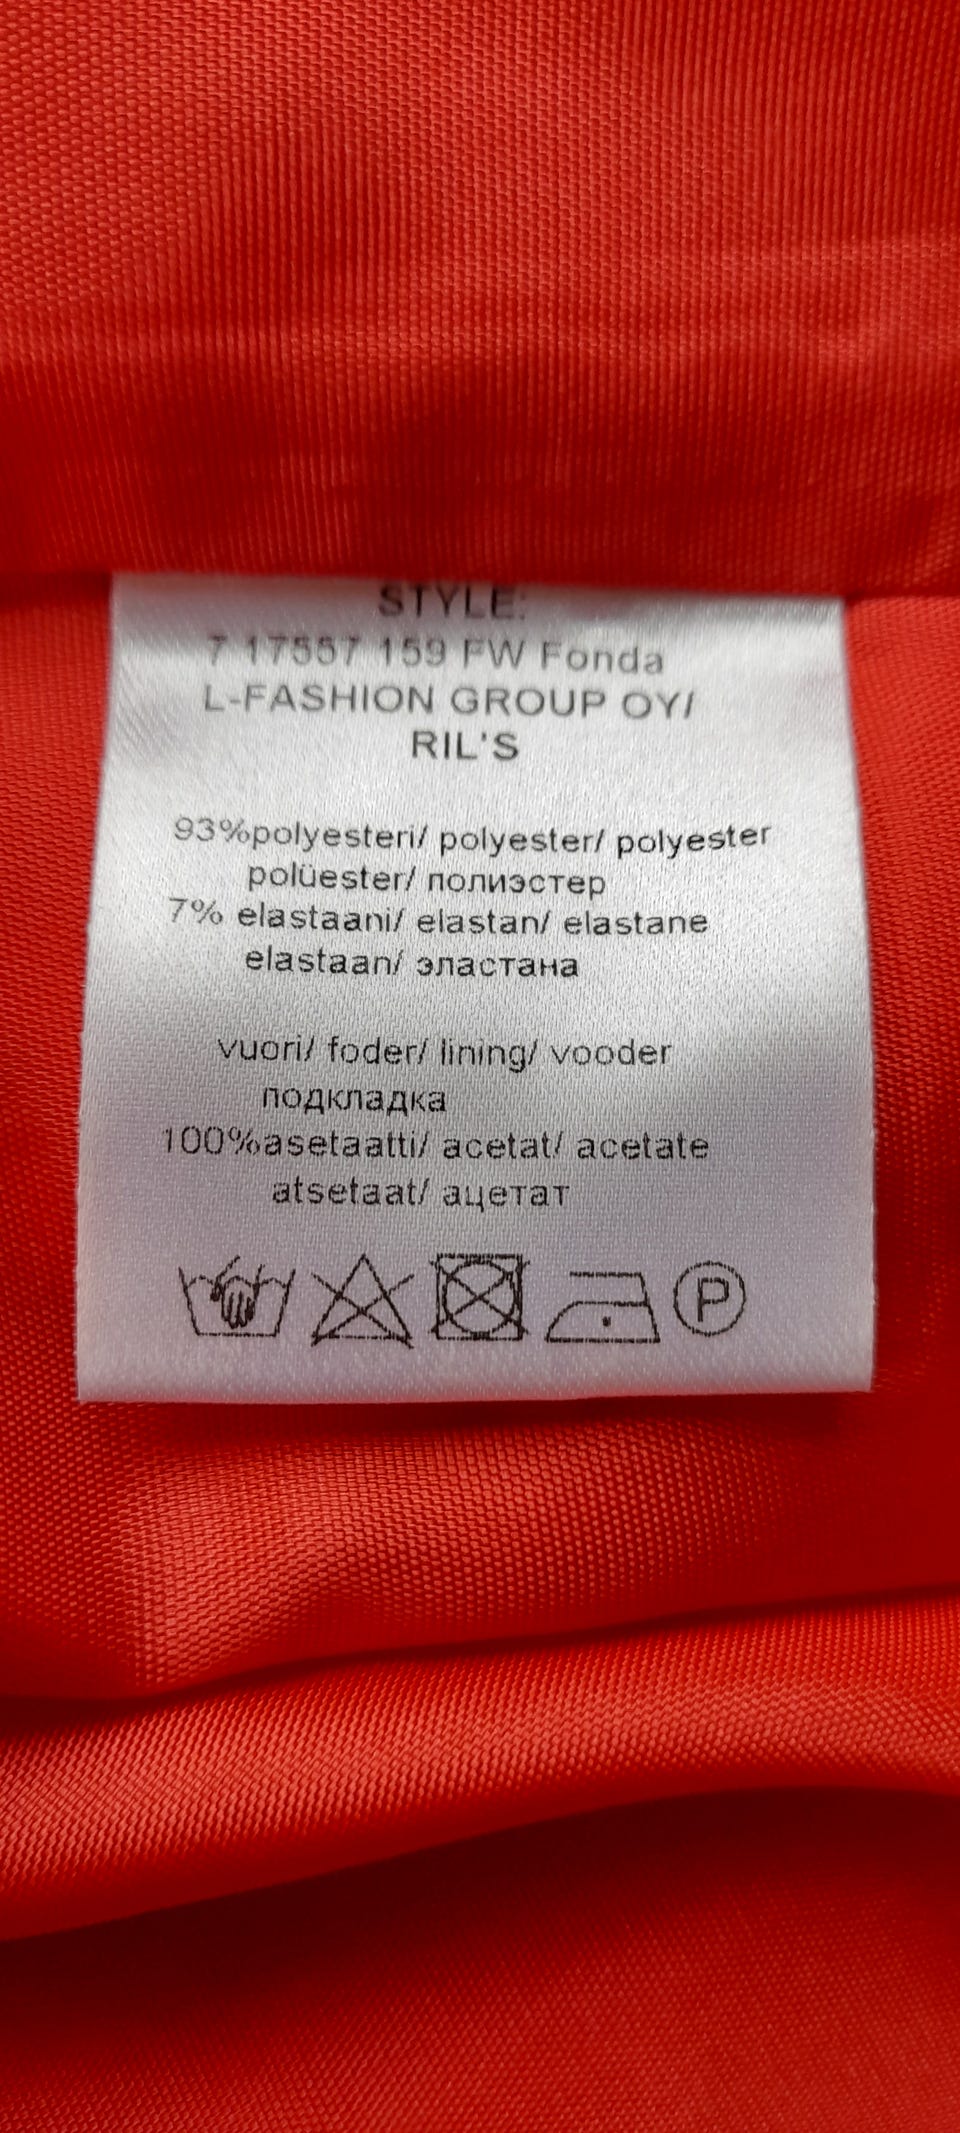 STYLE:
7 17557 159 FW Fonda
L-FASHION GROUP OY/
RIL'S
93%polyesteri/ polyester/ polyester
polüester/ полиэстер
7% elastaani/ elastan/ elastane
elastaan/ эластана
vuori/ foder/ lining/ vooder
подкладка
100%asetaatti/ acetat/ acetate
atsetaat/ ацетат
P